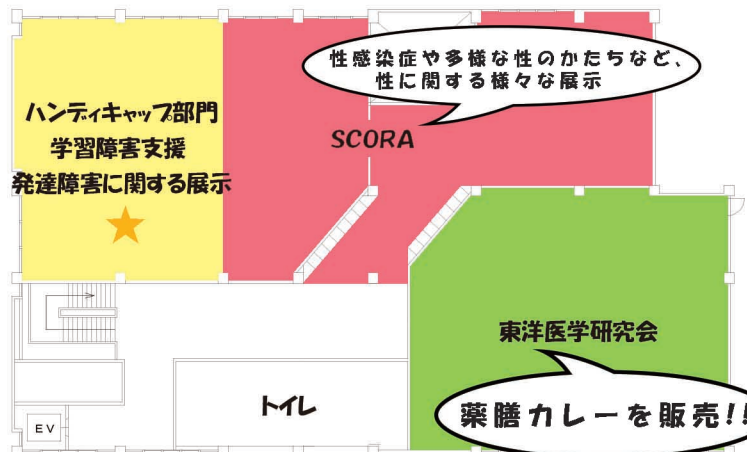 性感染症や多様な性のかたちなど、
性に関する様々な展示
ハンディキャップ部門
学習障害支援
発達障害に関する展示
SCORA
東洋医学研究会
薬膳カレーを販売!!
トイレ
EV